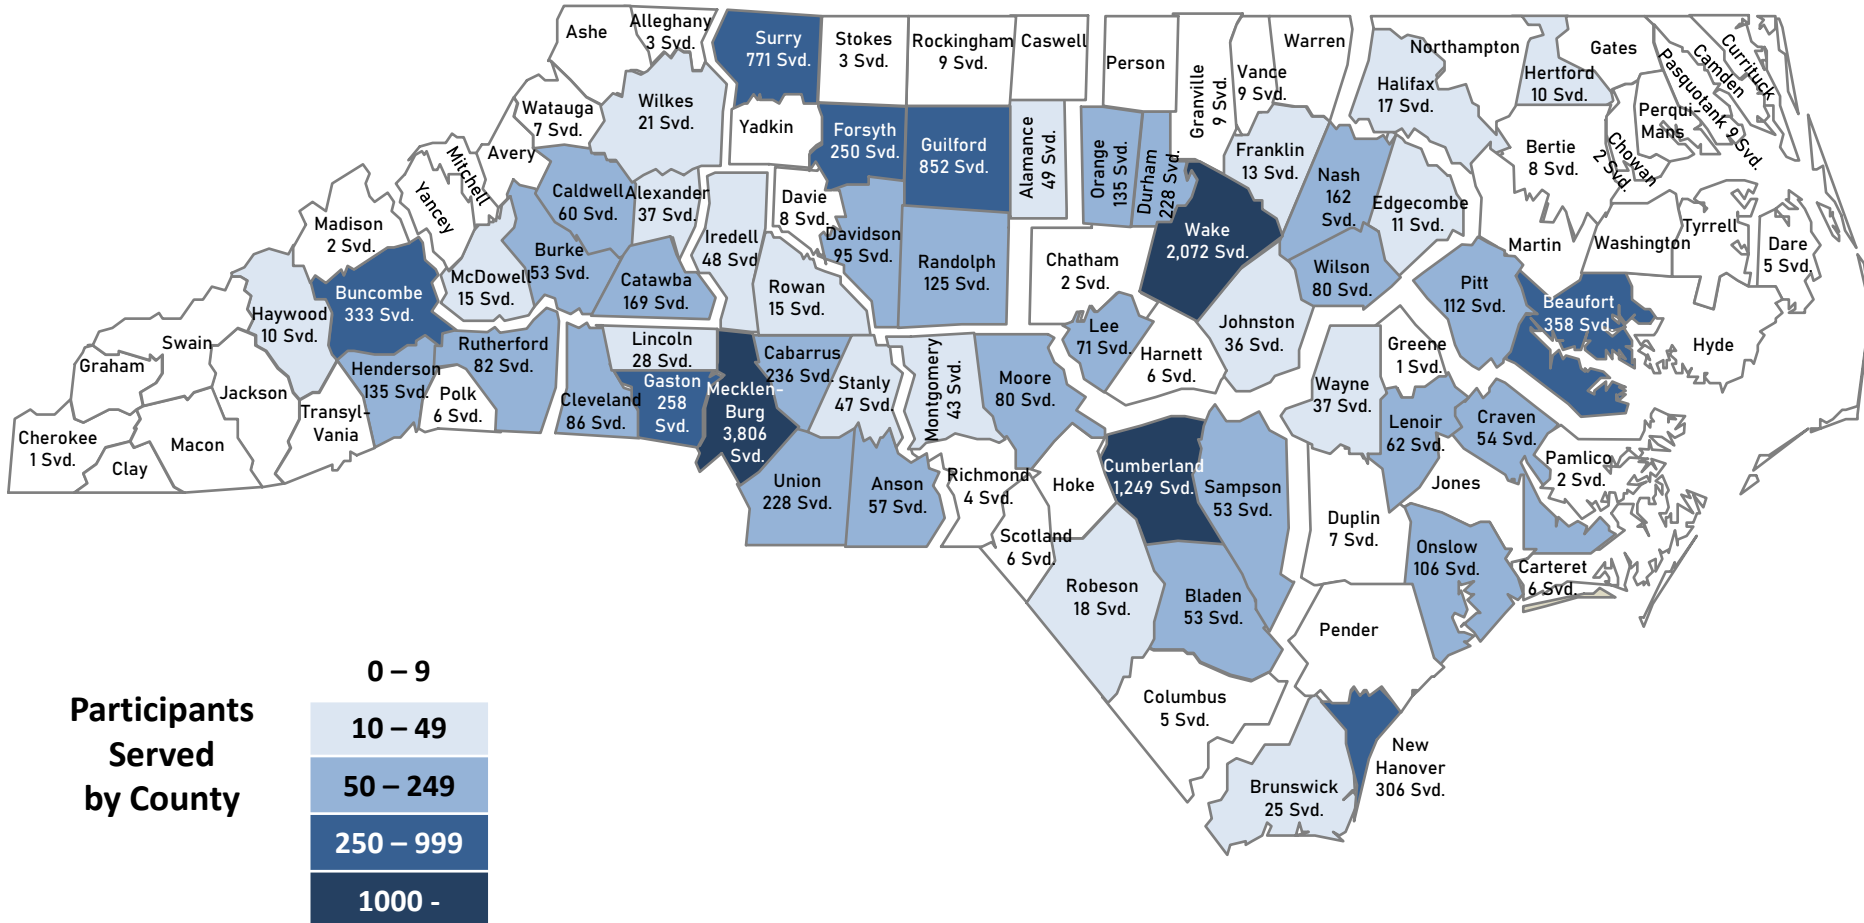 Ashe
Alleghany
3 Svd.
Surry
771 Svd.
Stokes
3 Svd.
Rockingham
9 Svd.
Caswell
Person
Granville
9 Svd.
Vance
9 Svd.
Warren
Northampton
Halifax
17 Svd.
Hertford
10 Svd.
Gates
Currituck
Camden
Pasquotank 9
Svd.
Perqui-
Mans
Chowan
2 Svd.
Bertie
8 Svd.
Watauga
7 Svd.
Wilkes
21 Svd.
Yadkin
Forsyth
250 Svd.
Guilford
852 Svd.
Alamance
49 Svd.
Orange
135 Svd.
Durham
228 Svd.
Franklin
13 Svd.
Nash
162
Svd.
Edgecombe
11 Svd.
Mitchell
Avery
Yancey
Madison
2 Svd.
Caldwell
60 Svd.
Alexander
37 Svd.
Iredell
48 Svd
Davie
8 Svd.
Davidson
95 Svd.
Randolph
125 Svd.
Chatham
2 Svd.
Wake
2,072 Svd.
Wilson
80 Svd.
Martin
Washington
Tyrrell
Dare
5 Svd.
Buncombe
333 Svd.
McDowell
15 Svd.
Burke
53 Svd.
Catawba
169 Svd.
Rowan
15 Svd.
Pitt
112 Svd.
Beaufort
358 Svd.
Hyde
Haywood
10 Svd.
Swain
Graham
Jackson
Cherokee
1 Svd.
Clay
Macon
Transyl-
Vania
Henderson
135 Svd.
Polk
6 Svd.
Rutherford
82 Svd.
Cleveland
86 Svd.
Lincoln
28 Svd.
Gaston
258
Svd.
Mecklen-
Burg
3,806
Svd.
Cabarrus
236 Svd.
Stanly
47 Svd.
Montgomery
43 Svd.
Moore
80 Svd.
Lee
71 Svd.
Harnett
6 Svd.
Johnston
36 Svd.
Wayne
37 Svd.
Greene
1 Svd.
Lenoir
62 Svd.
Craven
54 Svd.
Pamlico
2 Svd.
Jones
Union
228 Svd.
Anson
57 Svd.
Richmond
4 Svd.
Scotland
6 Svd.
Hoke
Cumberland
1,249 Svd.
Sampson
53 Svd.
Duplin
7 Svd.
Onslow
106 Svd.
Carteret
6 Svd.
Robeson
18 Svd.
Bladen
53 Svd.
Pender
Columbus
5 Svd.
Brunswick
25 Svd.
New
Hanover
306 Svd.
Participants
Served
by County
0 – 9
10 – 49
50 – 249
250 – 999
1000 -